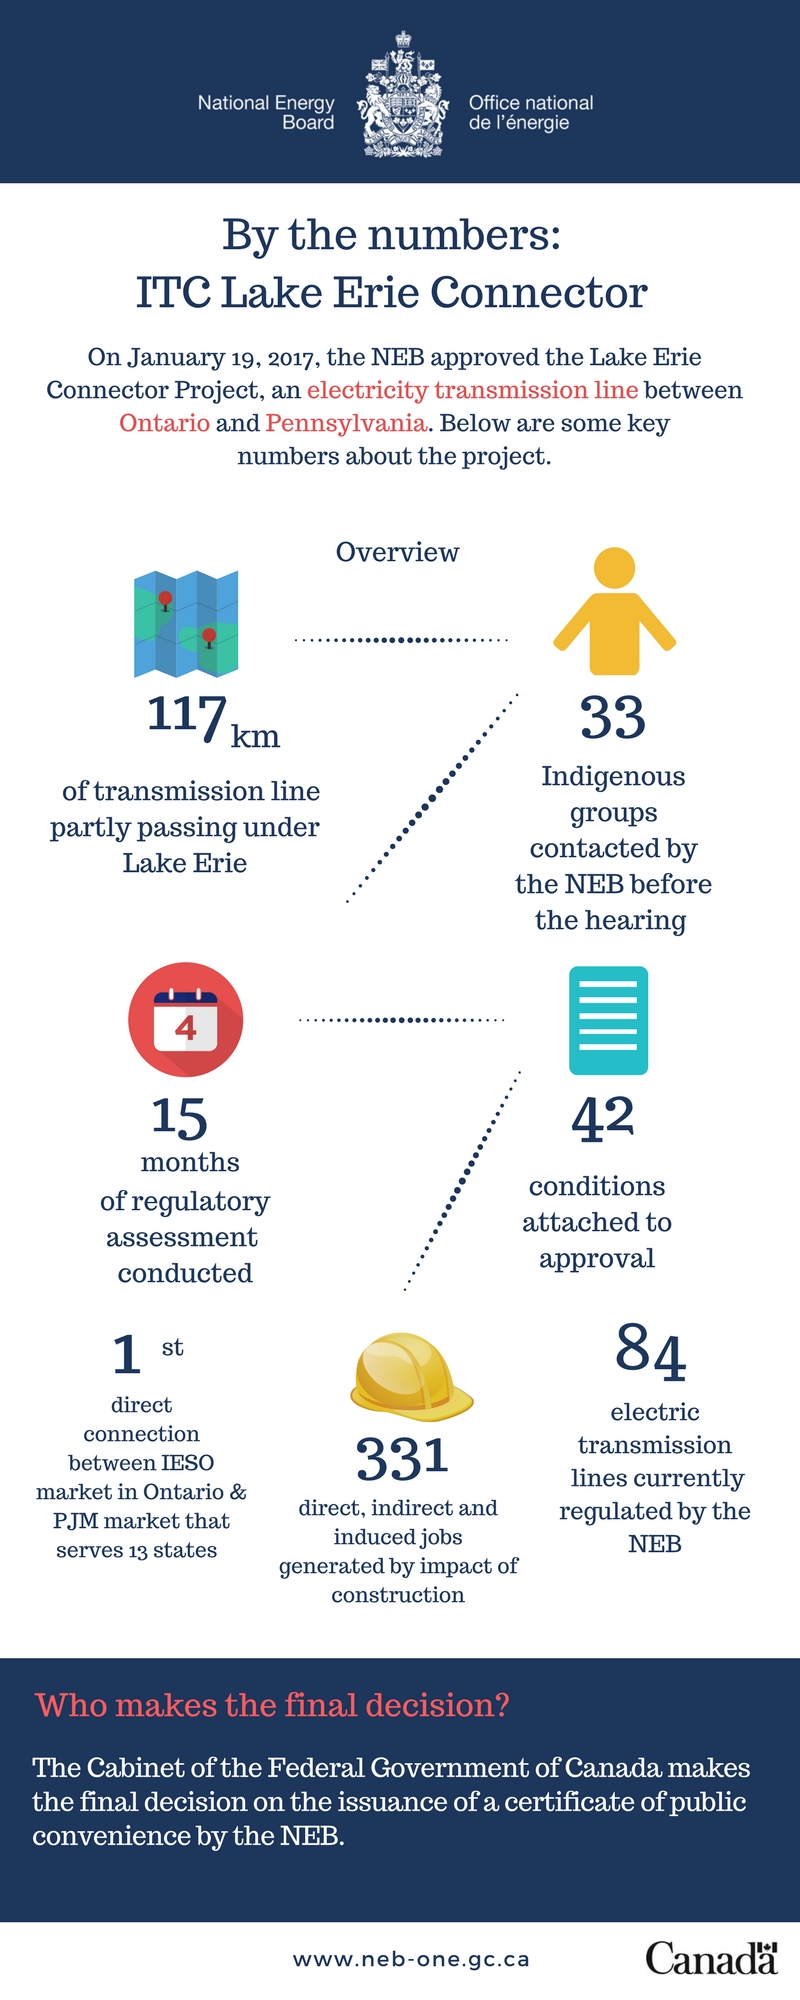 National Energy
Board
Office national
de l'énergie
By the numbers:
ITC Lake Erie Connector
On January 19, 2017, the NEB approved the Lake Erie
Connector Project, an electricity transmission line between
Ontario and Pennsylvania. Below are some key
numbers about the project.
Overview
117 km
of transmission line
partly passing under
Lake Erie
33
Indigenous
groups
contacted by
the NEB before
the hearing
4
15
months
of regulatory
assessment
conducted
42
conditions
attached to
approval
1 st
direct
connection
between IESO
market in Ontario &
PJM market that
serves 13 states
331
direct, indirect and
induced jobs
generated by impact of
construction
84
electric
transmission
lines currently
regulated by the
NEB
Who makes the final decision?
The Cabinet of the Federal Government of Canada makes
the final decision on the issuance of a certificate of public
convenience by the NEB.
www.neb-one.gc.ca
Canada